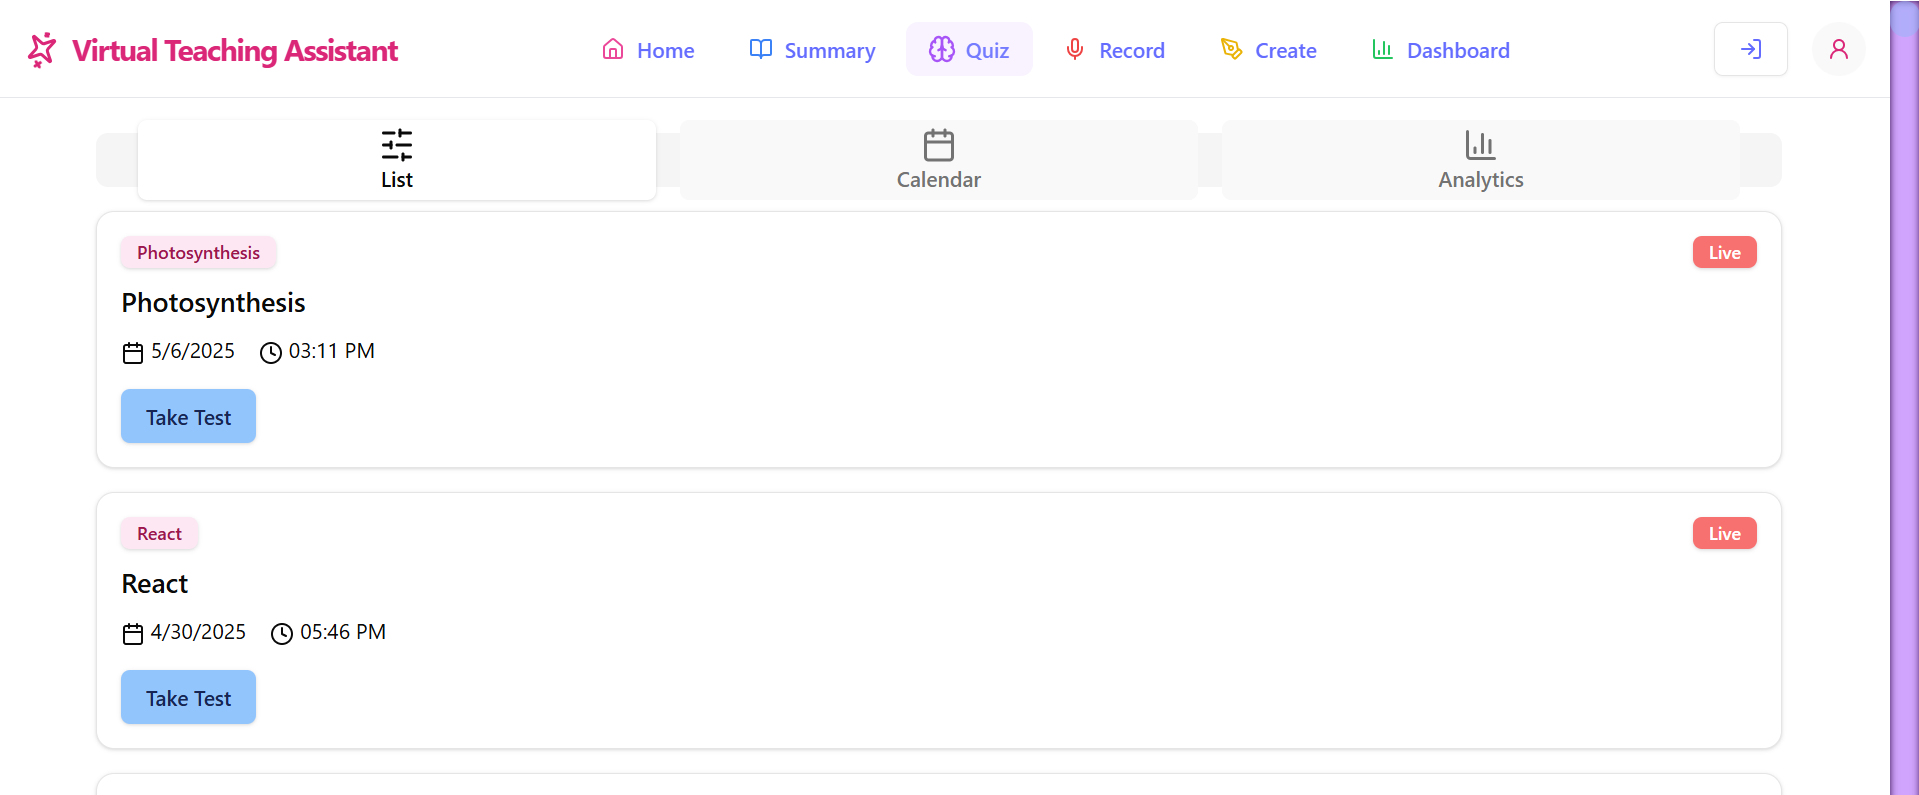 Virtual Teaching Assistant
Home Summary Quiz Record Create Dashboard
List Calendar Analytics
Photosynthesis Live
Photosynthesis
5/6/2025 03:11 PM
Take Test
React Live
React
4/30/2025 05:46 PM
Take Test